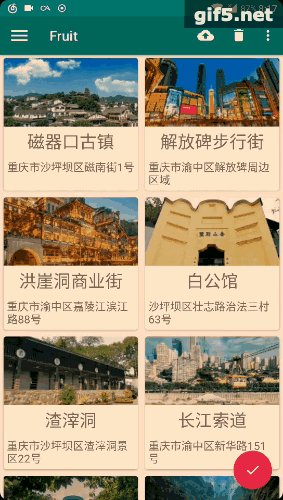 gif5.net
87% 8:17
Fruit
磁器口古镇
重庆市沙坪坝区磁南街1号
解放碑步行街
重庆市渝中区解放碑周边
区域
洪崖洞商业街
重庆市渝中区嘉陵江滨江
路88号
白公馆
沙坪坝区壮志路治法三村
63号
渣滓洞
重庆市沙坪坝区渣滓洞景
区22号
长江索道
重庆市渝中区新华路151
号